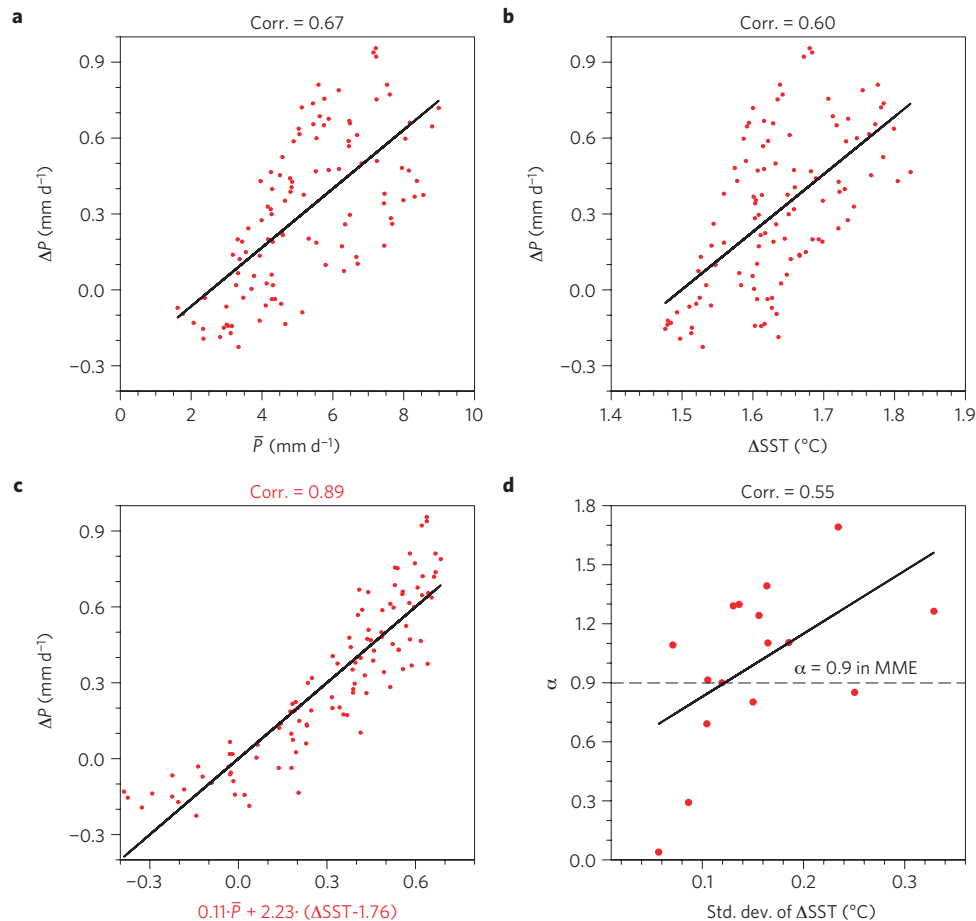 a
Corr. = 0.67
0.9
0.6
0.3
0.0
−0.3
ΔP (mm d⁻¹)
0 2 4 6 8 10
P̅ (mm d⁻¹)
b
Corr. = 0.60
0.9
0.6
0.3
0.0
−0.3
ΔP (mm d⁻¹)
1.4 1.5 1.6 1.7 1.8 1.9
ΔSST (°C)
c
Corr. = 0.89
0.9
0.6
0.3
0.0
−0.3
ΔP (mm d⁻¹)
−0.3 0.0 0.3 0.6
0.11·P̅ + 2.23· (ΔSST-1.76)
d
Corr. = 0.55
1.8
1.5
1.2
0.9
0.6
0.3
0.0
α
α = 0.9 in MME
0.1 0.2 0.3
Std. dev. of ΔSST (°C)